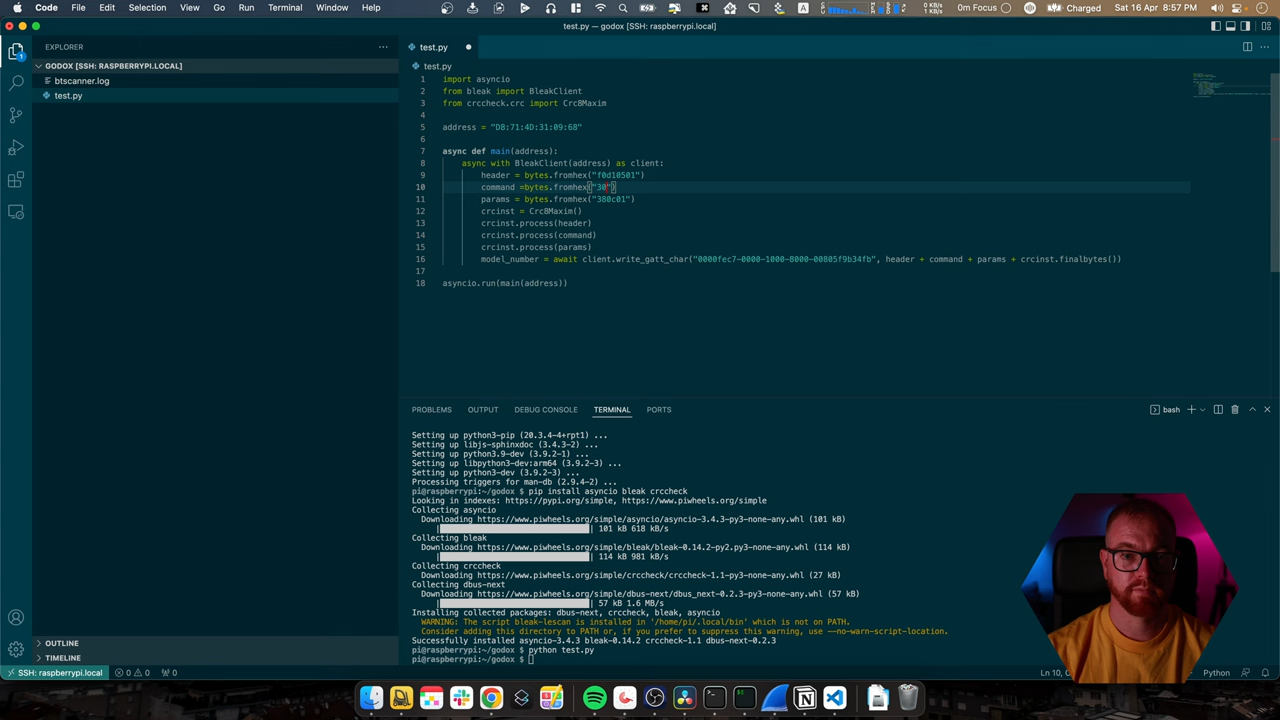 Code File Edit Selection View Go Run Terminal Window Help
0m Focus
Charged
Sat 16 Apr 8:57 PM
test.py — godox [SSH: raspberrypi.local]
EXPLORER
GODOX [SSH: RASPBERRYPI.LOCAL]
btscanner.log
test.py
OUTLINE
TIMELINE
test.py
test.py
1 import asyncio
2 from bleak import BleakClient
3 from crccheck.crc import Crc8Maxim
4
5 address = "D8:71:4D:31:09:68"
6
7 async def main(address):
8 async with BleakClient(address) as client:
9 header = bytes.fromhex("f0d10501")
10 command =bytes.fromhex("30")
11 params = bytes.fromhex("380c01")
12 crcinst = Crc8Maxim()
13 crcinst.process(header)
14 crcinst.process(command)
15 crcinst.process(params)
16 model_number = await client.write_gatt_char("0000fec7-0000-1000-8000-00805f9b34fb", header + command + params + crcinst.finalbytes())
17
18 asyncio.run(main(address))
PROBLEMS OUTPUT DEBUG CONSOLE TERMINAL PORTS
bash
Setting up python3-pip (20.3.4-4+rpt1) ...
Setting up libjs-sphinxdoc (3.4.3-2) ...
Setting up python3.9-dev (3.9.2-1) ...
Setting up libpython3-dev:arm64 (3.9.2-3) ...
Setting up python3-dev (3.9.2-3) ...
Processing triggers for man-db (2.9.4-2) ...
pi@raspberrypi:~/godox $ pip install asyncio bleak crccheck
Looking in indexes: https://pypi.org/simple, https://www.piwheels.org/simple
Collecting asyncio
Downloading https://www.piwheels.org/simple/asyncio/asyncio-3.4.3-py3-none-any.whl (101 kB)
101 kB 618 kB/s
Collecting bleak
Downloading https://www.piwheels.org/simple/bleak/bleak-0.14.2-py2.py3-none-any.whl (114 kB)
114 kB 981 kB/s
Collecting crccheck
Downloading https://www.piwheels.org/simple/crccheck/crccheck-1.1-py3-none-any.whl (27 kB)
Collecting dbus-next
Downloading https://www.piwheels.org/simple/dbus-next/dbus_next-0.2.3-py3-none-any.whl (57 kB)
57 kB 1.6 MB/s
Installing collected packages: dbus-next, crccheck, bleak, asyncio
WARNING: The script bleak-lescan is installed in '/home/pi/.local/bin' which is not on PATH.
Consider adding this directory to PATH or, if you prefer to suppress this warning, use --no-warn-script-location.
Successfully installed asyncio-3.4.3 bleak-0.14.2 crccheck-1.1 dbus-next-0.2.3
pi@raspberrypi:~/godox $ python test.py
pi@raspberrypi:~/godox $
SSH: raspberrypi.local 0 0 0
Ln 10,
Python